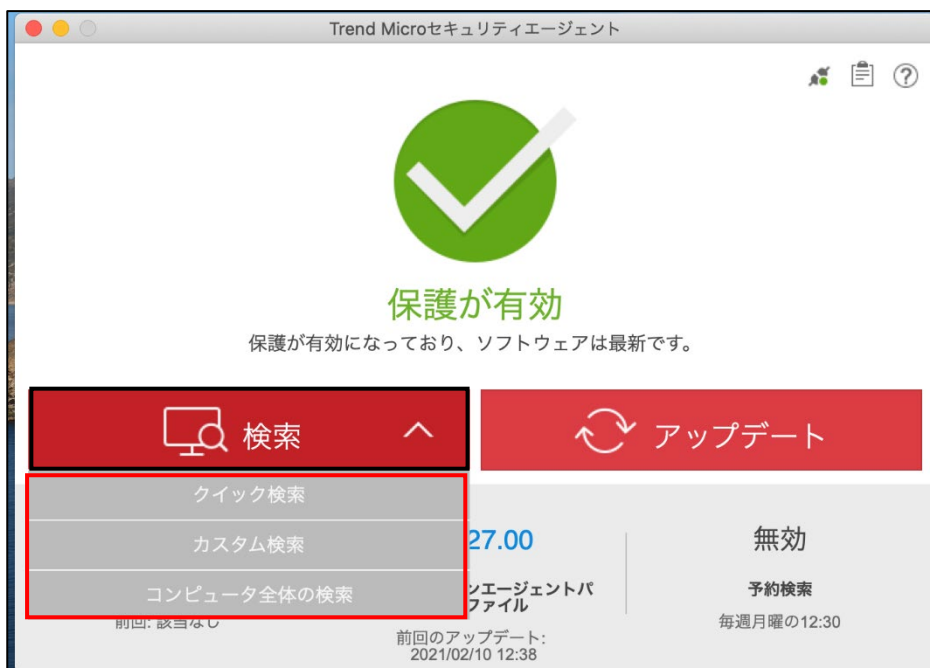 Trend Microセキュリティエージェント
保護が有効
保護が有効になっており、ソフトウェアは最新です。
検索
アップデート
クイック検索
カスタム検索
コンピュータ全体の検索
前回: 該当なし
27.00
ンエージェントパ
ファイル
前回のアップデート:
2021/02/10 12:38
無効
予約検索
毎週月曜の12:30